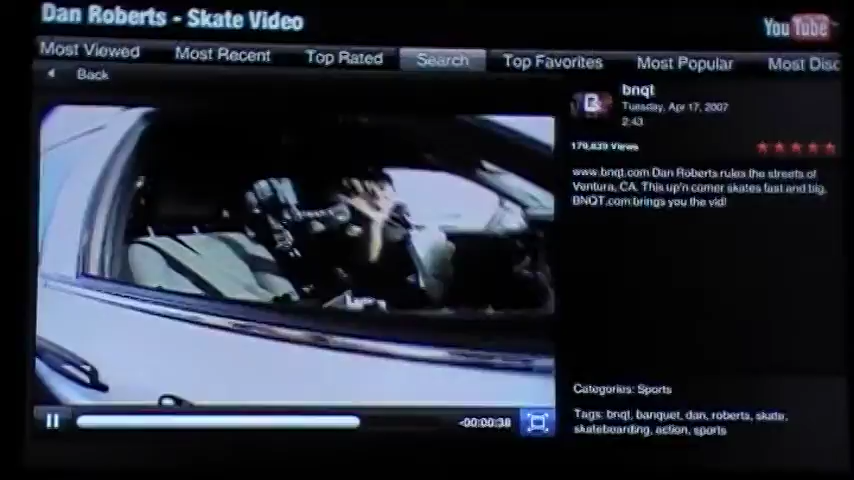 Dan Roberts - Skate Video
YouTube
Most Viewed Most Recent Top Rated Search Top Favorites Most Popular Most Disc
Back
bnqt
Tuesday, Apr 17, 2007
2:43
179,839 Views
www.bnqt.com Dan Roberts rules the streets of
Ventura, CA. This up'n comer skates fast and big.
BNQT.com brings you the vid!
Categories: Sports
Tags: bnqt, banquet, dan, roberts, skate,
skateboarding, action, sports
-00:00:38